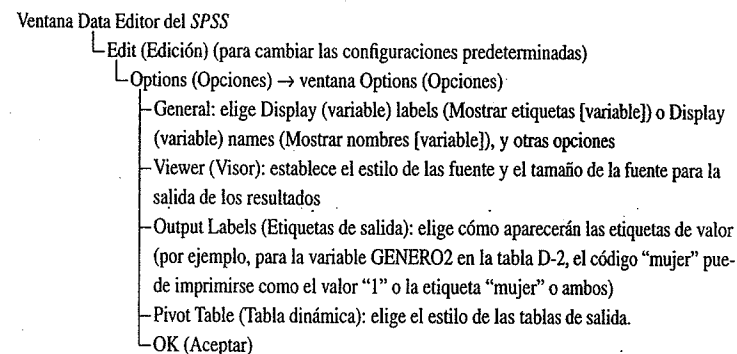 Ventana Data Editor del SPSS
Edit (Edición) (para cambiar las configuraciones predeterminadas)
Options (Opciones) → ventana Options (Opciones)
General: elige Display (variable) labels (Mostrar etiquetas [variable]) o Display
(variable) names (Mostrar nombres [variable]), y otras opciones
Viewer (Visor): establece el estilo de las fuente y el tamaño de la fuente para la
salida de los resultados
Output Labels (Etiquetas de salida): elige cómo aparecerán las etiquetas de valor
(por ejemplo, para la variable GENERO2 en la tabla D-2, el código “mujer” pue-
de imprimirse como el valor “1” o la etiqueta “mujer” o ambos)
Pivot Table (Tabla dinámica): elige el estilo de las tablas de salida.
OK (Aceptar)